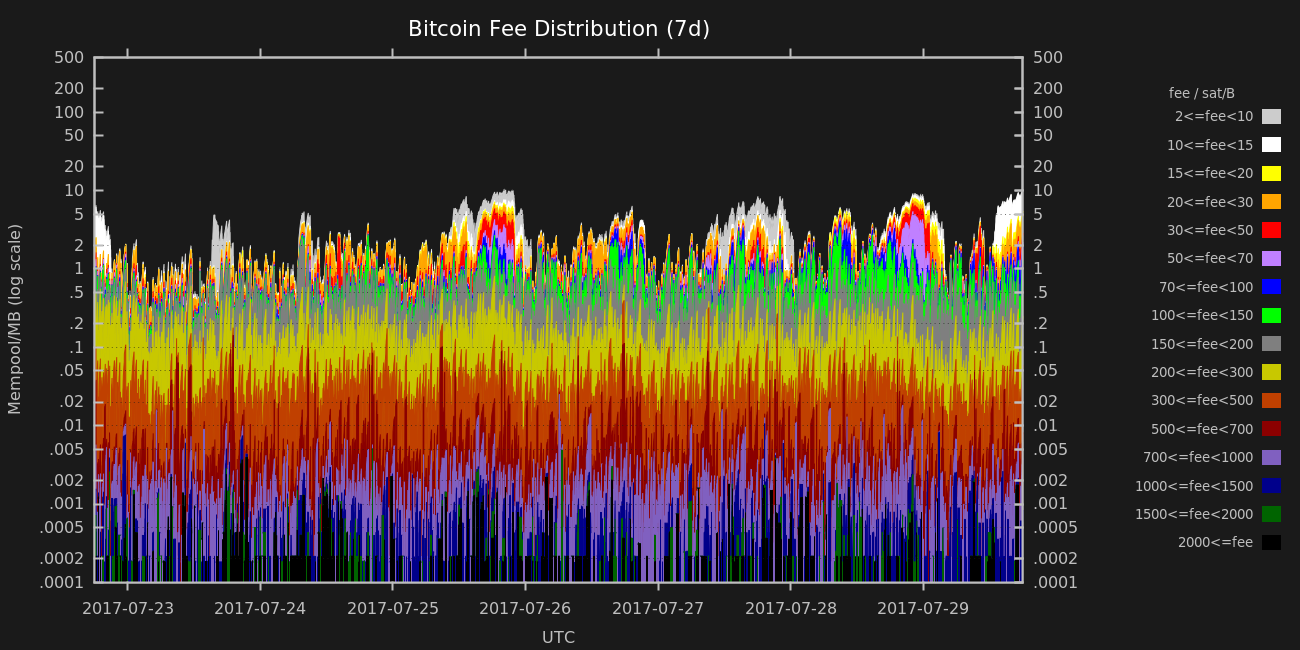 Bitcoin Fee Distribution (7d)
500
200
100
50
20
10
5
2
1
.5
.2
.1
.05
.02
.01
.005
.002
.001
.0005
.0002
.0001
Mempool/MB (log scale)
500
200
100
50
20
10
5
2
1
.5
.2
.1
.05
.02
.01
.005
.002
.001
.0005
.0002
.0001
2017-07-23 2017-07-24 2017-07-25 2017-07-26 2017-07-27 2017-07-28 2017-07-29
UTC
fee / sat/B
2<=fee<10
10<=fee<15
15<=fee<20
20<=fee<30
30<=fee<50
50<=fee<70
70<=fee<100
100<=fee<150
150<=fee<200
200<=fee<300
300<=fee<500
500<=fee<700
700<=fee<1000
1000<=fee<1500
1500<=fee<2000
2000<=fee